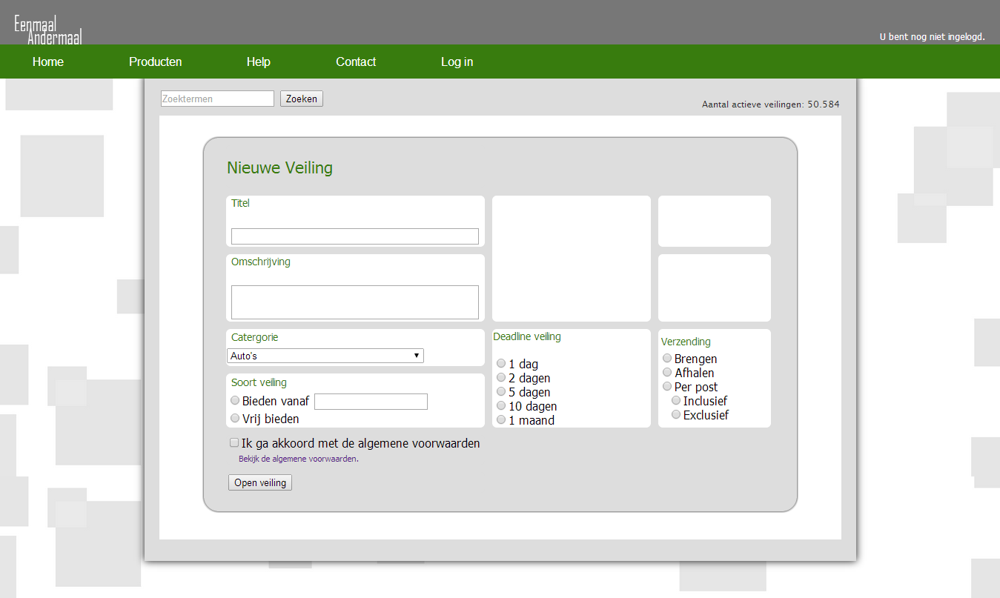 Eenmaal
Andermaal
U bent nog niet ingelogd.
Home Producten Help Contact Log in
Zoektermen Zoeken
Aantal actieve veilingen: 50.584
Nieuwe Veiling
Titel
Omschrijving
Catergorie
Auto's
Soort veiling
Bieden vanaf
Vrij bieden
Deadline veiling
1 dag
2 dagen
5 dagen
10 dagen
1 maand
Verzending
Brengen
Afhalen
Per post
Inclusief
Exclusief
Ik ga akkoord met de algemene voorwaarden
Bekijk de algemene voorwaarden.
Open veiling